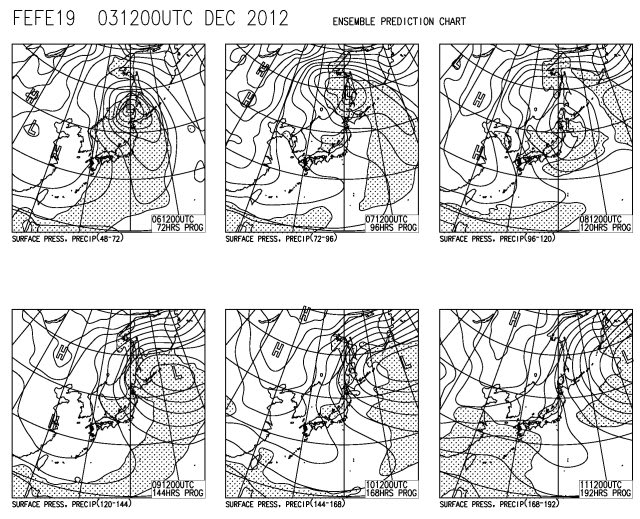 FEFE19 031200UTC DEC 2012 ENSEMBLE PREDICTION CHART
H
H
L
H
061200UTC
72HRS PROG
SURFACE PRESS, PRECIP(48-72)
H
H
071200UTC
96HRS PROG
SURFACE PRESS, PRECIP(72-96)
H
H
L
081200UTC
120HRS PROG
SURFACE PRESS, PRECIP(96-120)
H
L
091200UTC
144HRS PROG
SURFACE PRESS, PRECIP(120-144)
H
H
L
101200UTC
168HRS PROG
SURFACE PRESS, PRECIP(144-168)
H
L
111200UTC
192HRS PROG
SURFACE PRESS, PRECIP(168-192)